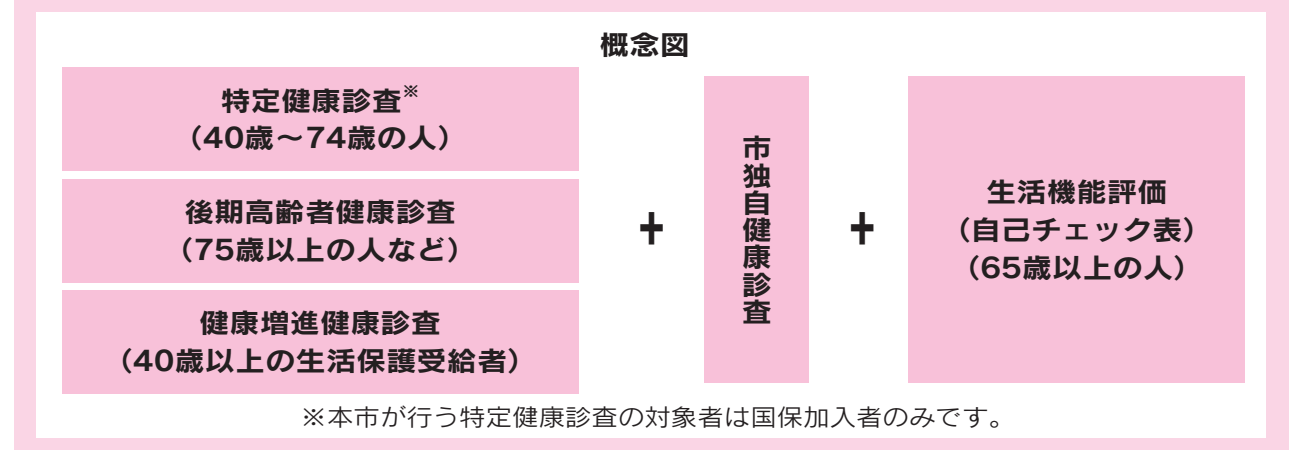 概念図
特定健康診査※
（40歳～74歳の人）
後期高齢者健康診査
（75歳以上の人など）
健康増進健康診査
（40歳以上の生活保護受給者）
+
市独自健康診査
+
生活機能評価
（自己チェック表）
（65歳以上の人）
※本市が行う特定健康診査の対象者は国保加入者のみです。